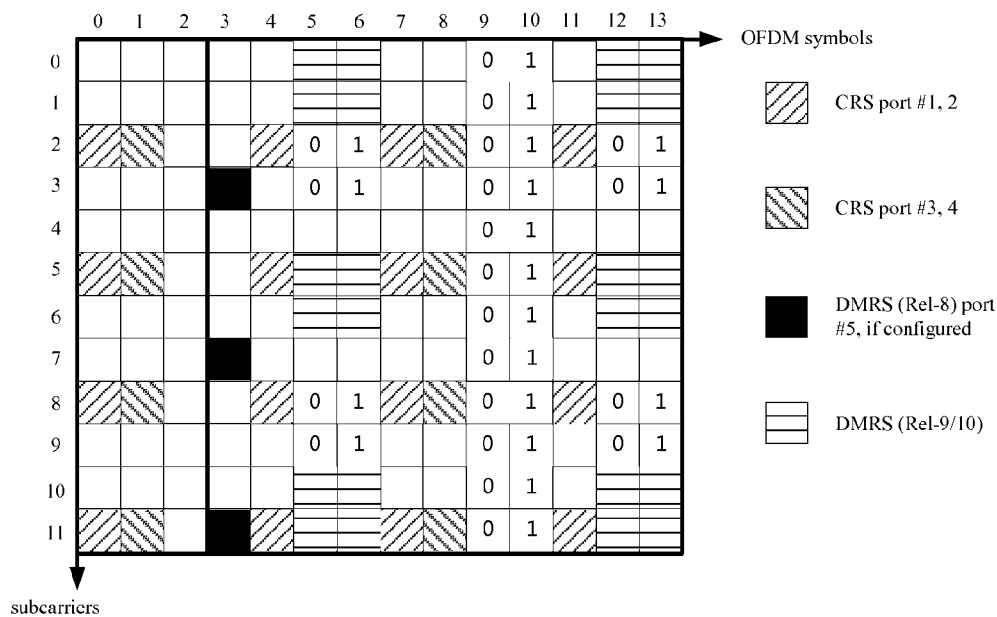 0 1 2 3 4 5 6 7 8 9 10 11 12 13
OFDM symbols
0 0 1
1 0 1
CRS port #1, 2
2 0 1 0 1 0 1
3 0 1 0 1 0 1
CRS port #3, 4
4 0 1
5 0 1
6 0 1
DMRS (Rel-8) port
#5, if configured
7 0 1
8 0 1 0 1 0 1
DMRS (Rel-9/10)
9 0 1 0 1 0 1
10 0 1
11 0 1
subcarriers